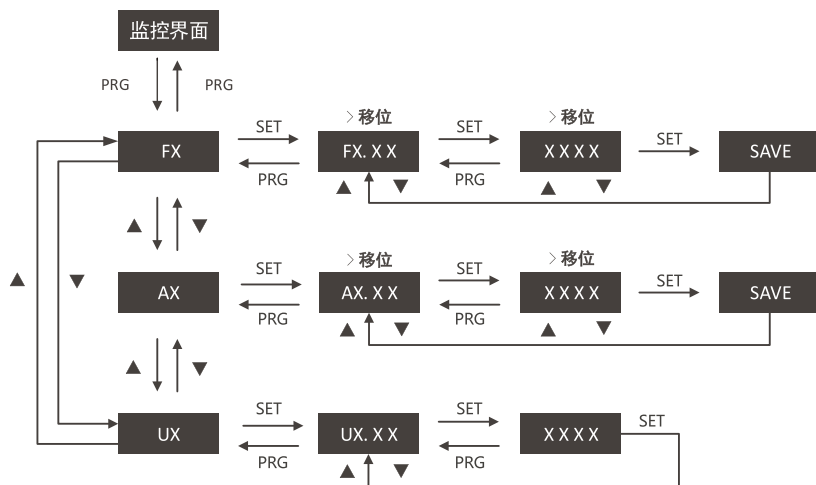 监控界面
PRG PRG
> 移位 > 移位
SET SET SET
FX FX. X X X X X X SAVE
PRG PRG
▲ ▼ ▲ ▼
▲ ▼
▲ ▼
> 移位 > 移位
SET SET SET
AX AX. X X X X X X SAVE
PRG PRG
▲ ▼ ▲ ▼
▲ ▼
SET SET SET
UX UX. X X X X X X
PRG PRG
▲ ▼